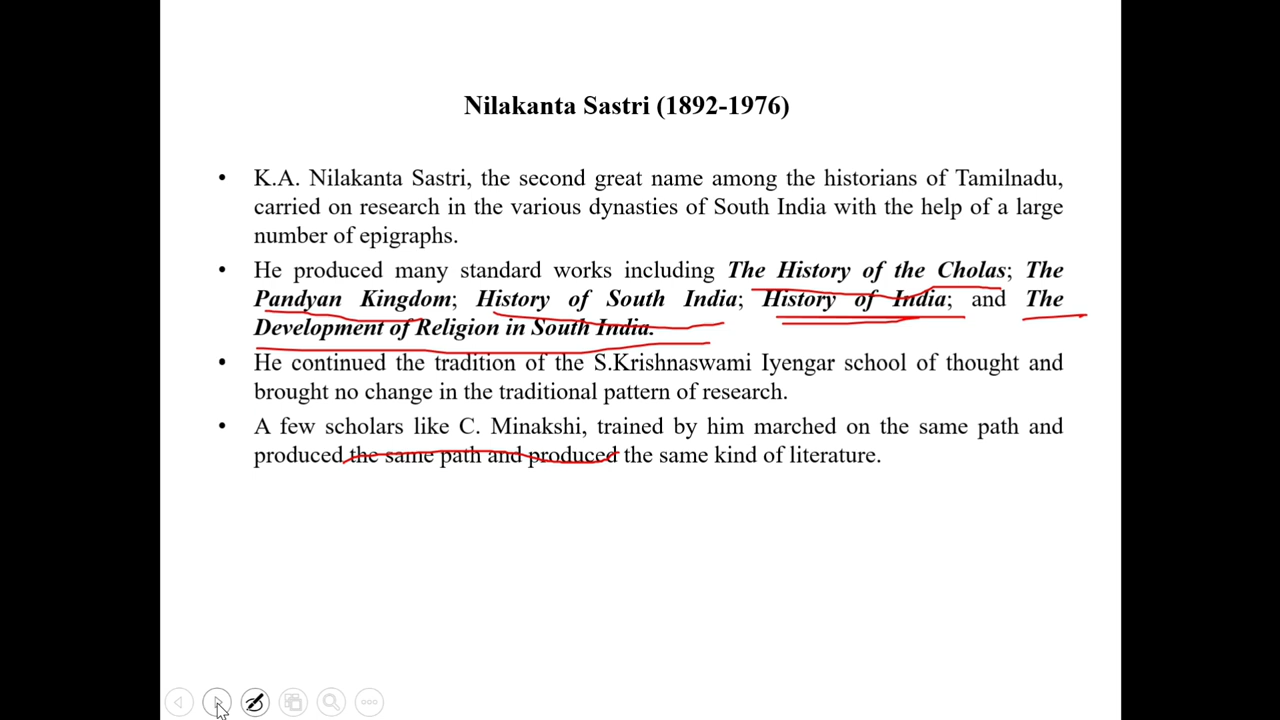 Nilakanta Sastri (1892-1976)
• K.A. Nilakanta Sastri, the second great name among the historians of Tamilnadu,
carried on research in the various dynasties of South India with the help of a large
number of epigraphs.
• He produced many standard works including The History of the Cholas; The
Pandyan Kingdom; History of South India; History of India; and The
Development of Religion in South India.
• He continued the tradition of the S.Krishnaswami Iyengar school of thought and
brought no change in the traditional pattern of research.
• A few scholars like C. Minakshi, trained by him marched on the same path and
produced the same path and produced the same kind of literature.